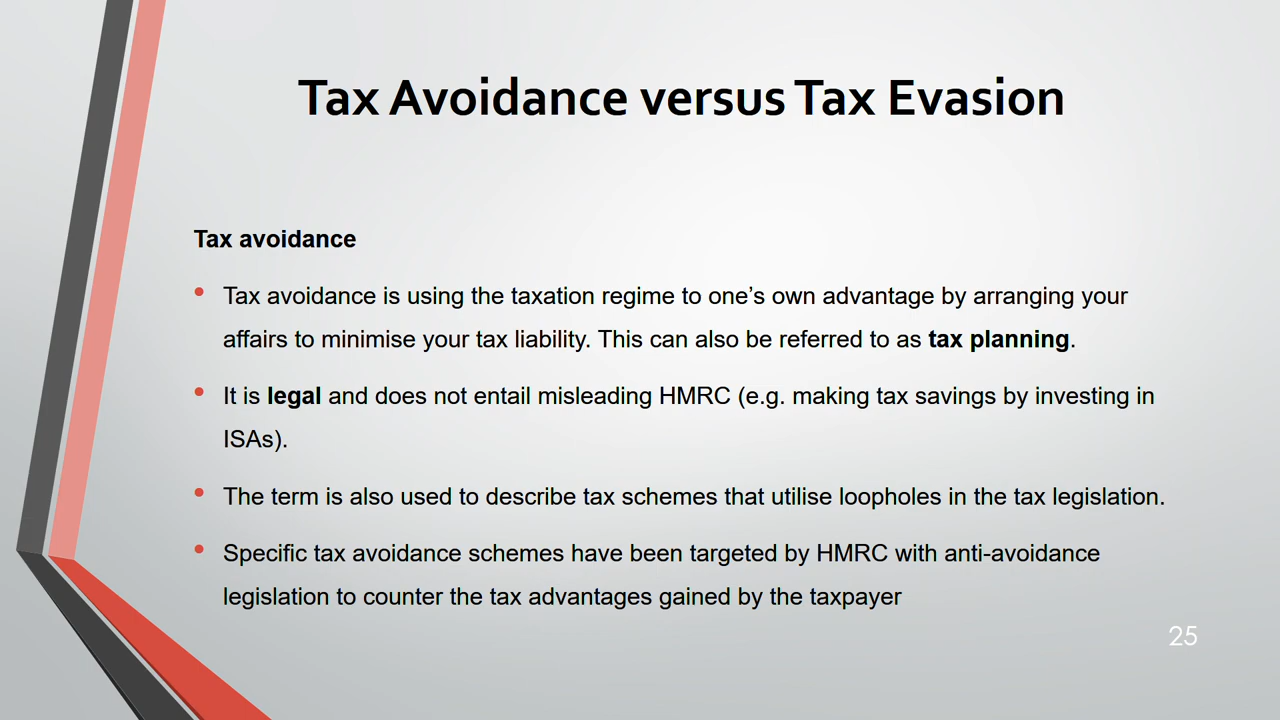 Tax Avoidance versus Tax Evasion
Tax avoidance
• Tax avoidance is using the taxation regime to one’s own advantage by arranging your
affairs to minimise your tax liability. This can also be referred to as tax planning.
• It is legal and does not entail misleading HMRC (e.g. making tax savings by investing in
ISAs).
• The term is also used to describe tax schemes that utilise loopholes in the tax legislation.
• Specific tax avoidance schemes have been targeted by HMRC with anti-avoidance
legislation to counter the tax advantages gained by the taxpayer
25